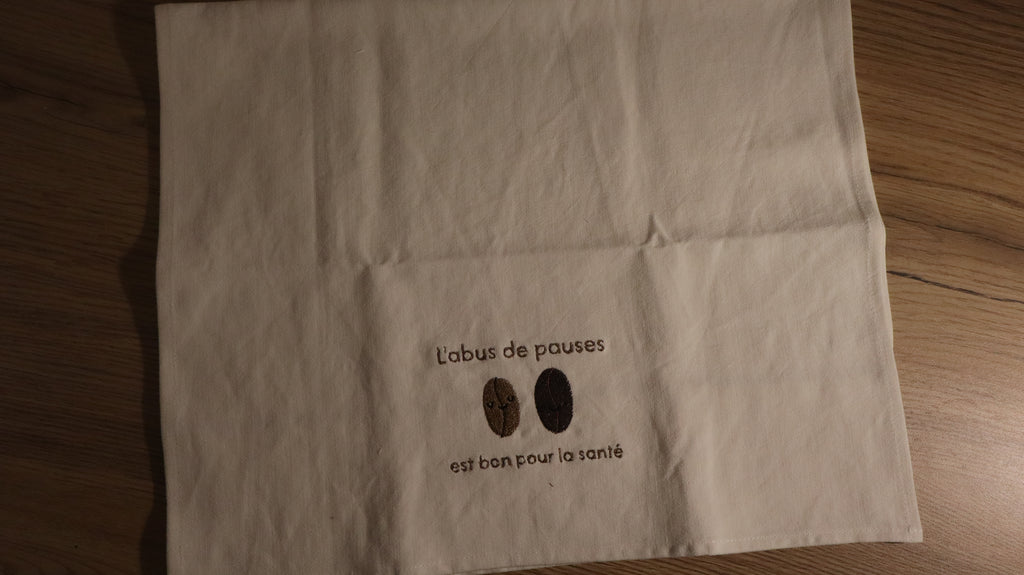 L'abus de pauses
est bon pour la santé